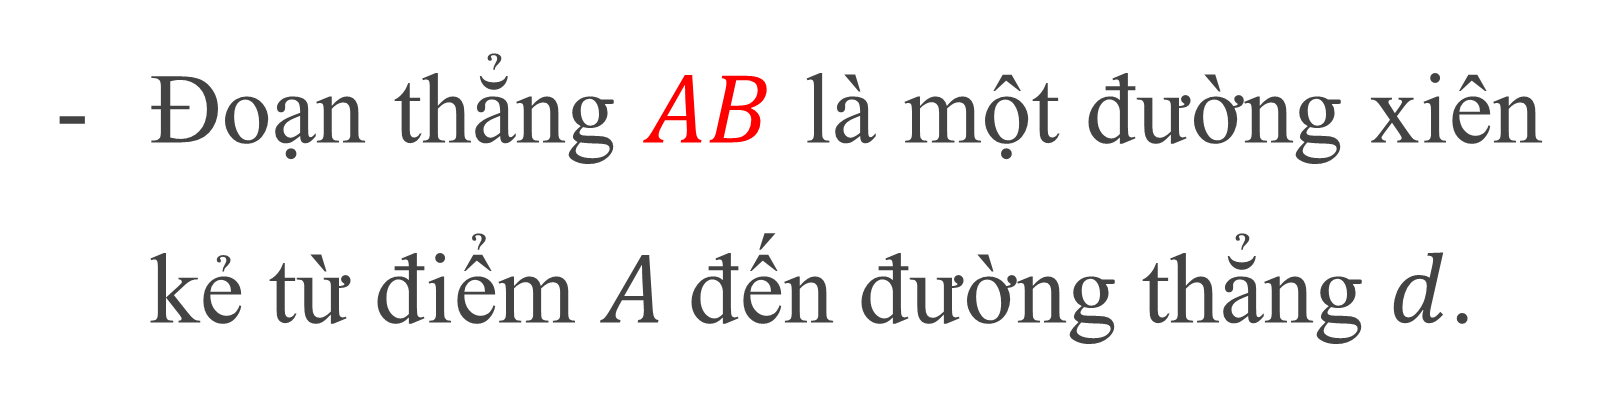 - Đoạn thẳng AB là một đường xiên
kẻ từ điểm A đến đường thẳng d.